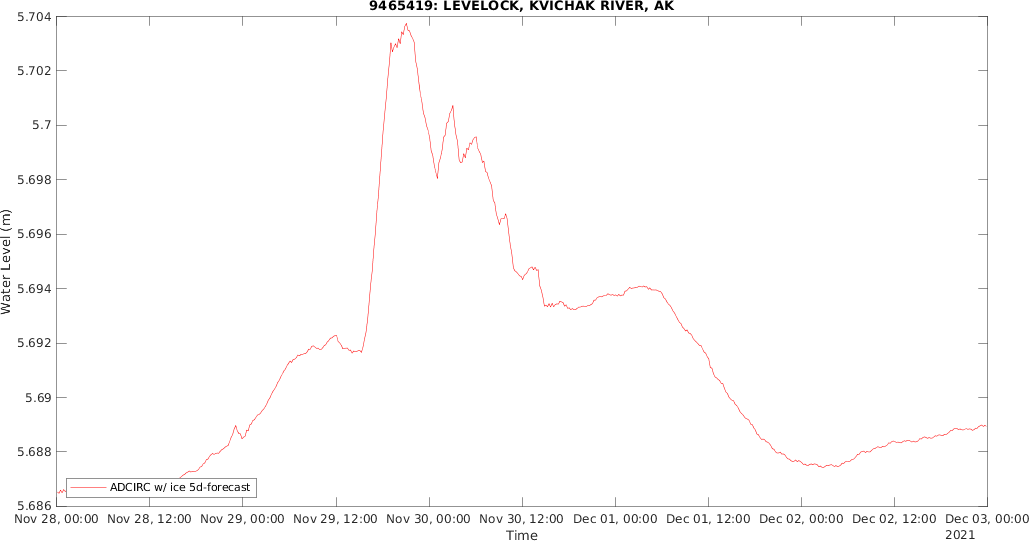 9465419: LEVELOCK, KVICHAK RIVER, AK
5.704
5.702
5.7
5.698
5.696
5.694
5.692
5.69
5.688
5.686
Water Level (m)
ADCIRC w/ ice 5d-forecast
Nov 28, 00:00 Nov 28, 12:00 Nov 29, 00:00 Nov 29, 12:00 Nov 30, 00:00 Nov 30, 12:00 Dec 01, 00:00 Dec 01, 12:00 Dec 02, 00:00 Dec 02, 12:00 Dec 03, 00:00
Time
2021